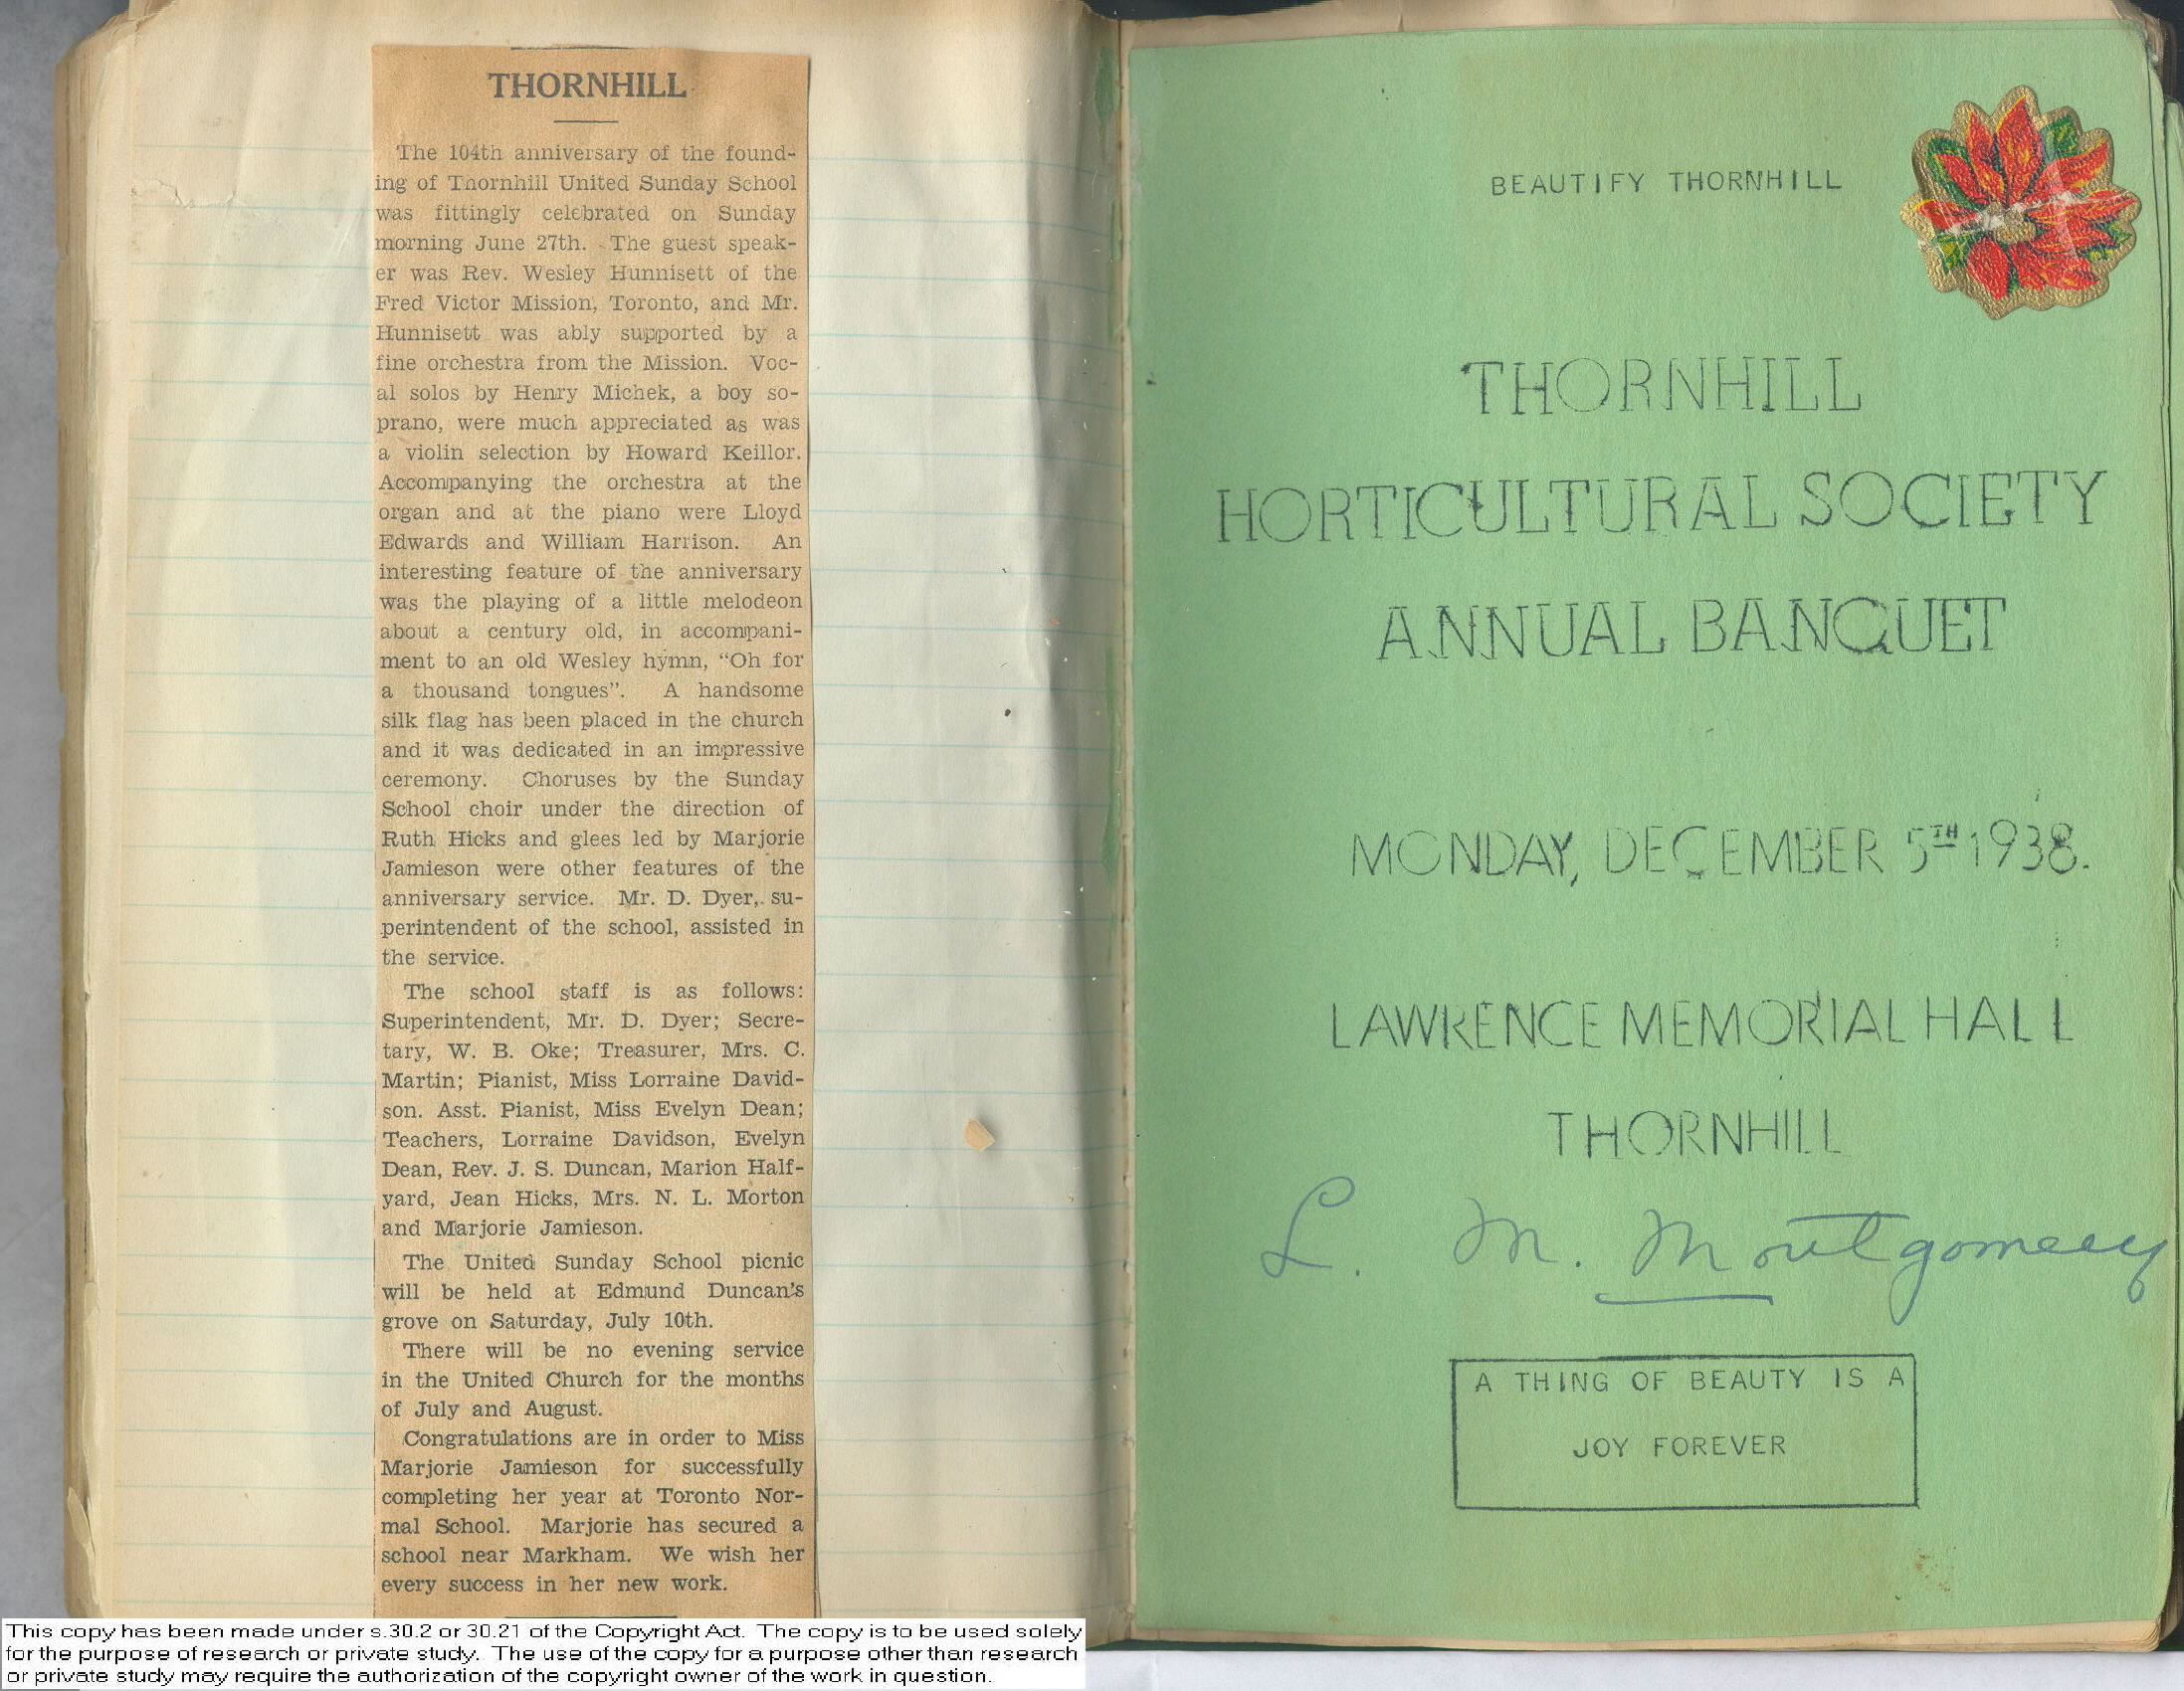 THORNHILL
The 104th anniversary of the found-
ing of Thornhill United Sunday School
was fittingly celebrated on Sunday
morning June 27th. The guest speak-
er was Rev. Wesley Hunnisett of the
Fred Victor Mission, Toronto, and Mr.
Hunnisett was ably supported by a
fine orchestra from the Mission. Voc-
al solos by Henry Michek, a boy so-
prano, were much appreciated as was
a violin selection by Howard Keillor.
Accompanying the orchestra at the
organ and at the piano were Lloyd
Edwards and William Harrison. An
interesting feature of the anniversary
was the playing of a little melodeon
about a century old, in accompani-
ment to an old Wesley hymn, “Oh for
a thousand tongues”. A handsome
silk flag has been placed in the church
and it was dedicated in an impressive
ceremony. Choruses by the Sunday
School choir under the direction of
Ruth Hicks and glees led by Marjorie
Jamieson were other features of the
anniversary service. Mr. D. Dyer, su-
perintendent of the school, assisted in
the service.
The school staff is as follows:
Superintendent, Mr. D. Dyer; Secre-
tary, W. B. Oke; Treasurer, Mrs. C.
Martin; Pianist, Miss Lorraine David-
son. Asst. Pianist, Miss Evelyn Dean;
Teachers, Lorraine Davidson, Evelyn
Dean, Rev. J. S. Duncan, Marion Half-
yard, Jean Hicks, Mrs. N. L. Morton
and Marjorie Jamieson.
The United Sunday School picnic
will be held at Edmund Duncan's
grove on Saturday, July 10th.
There will be no evening service
in the United Church for the months
of July and August.
Congratulations are in order to Miss
Marjorie Jamieson for successfully
completing her year at Toronto Nor-
mal School. Marjorie has secured a
school near Markham. We wish her
every success in her new work.
This copy has been made under s.30.2 or 30.21 of the Copyright Act. The copy is to be used solely
for the purpose of research or private study. The use of the copy for a purpose other than research
or private study may require the authorization of the copyright owner of the work in question.
BEAUTIFY THORNHILL
THORNHILL
HORTICULTURAL SOCIETY
ANNUAL BANQUET
MONDAY, DECEMBER 5TH 1938.
LAWRENCE MEMORIAL HALL
THORNHILL
L. M. Montgomery
A THING OF BEAUTY IS A
JOY FOREVER